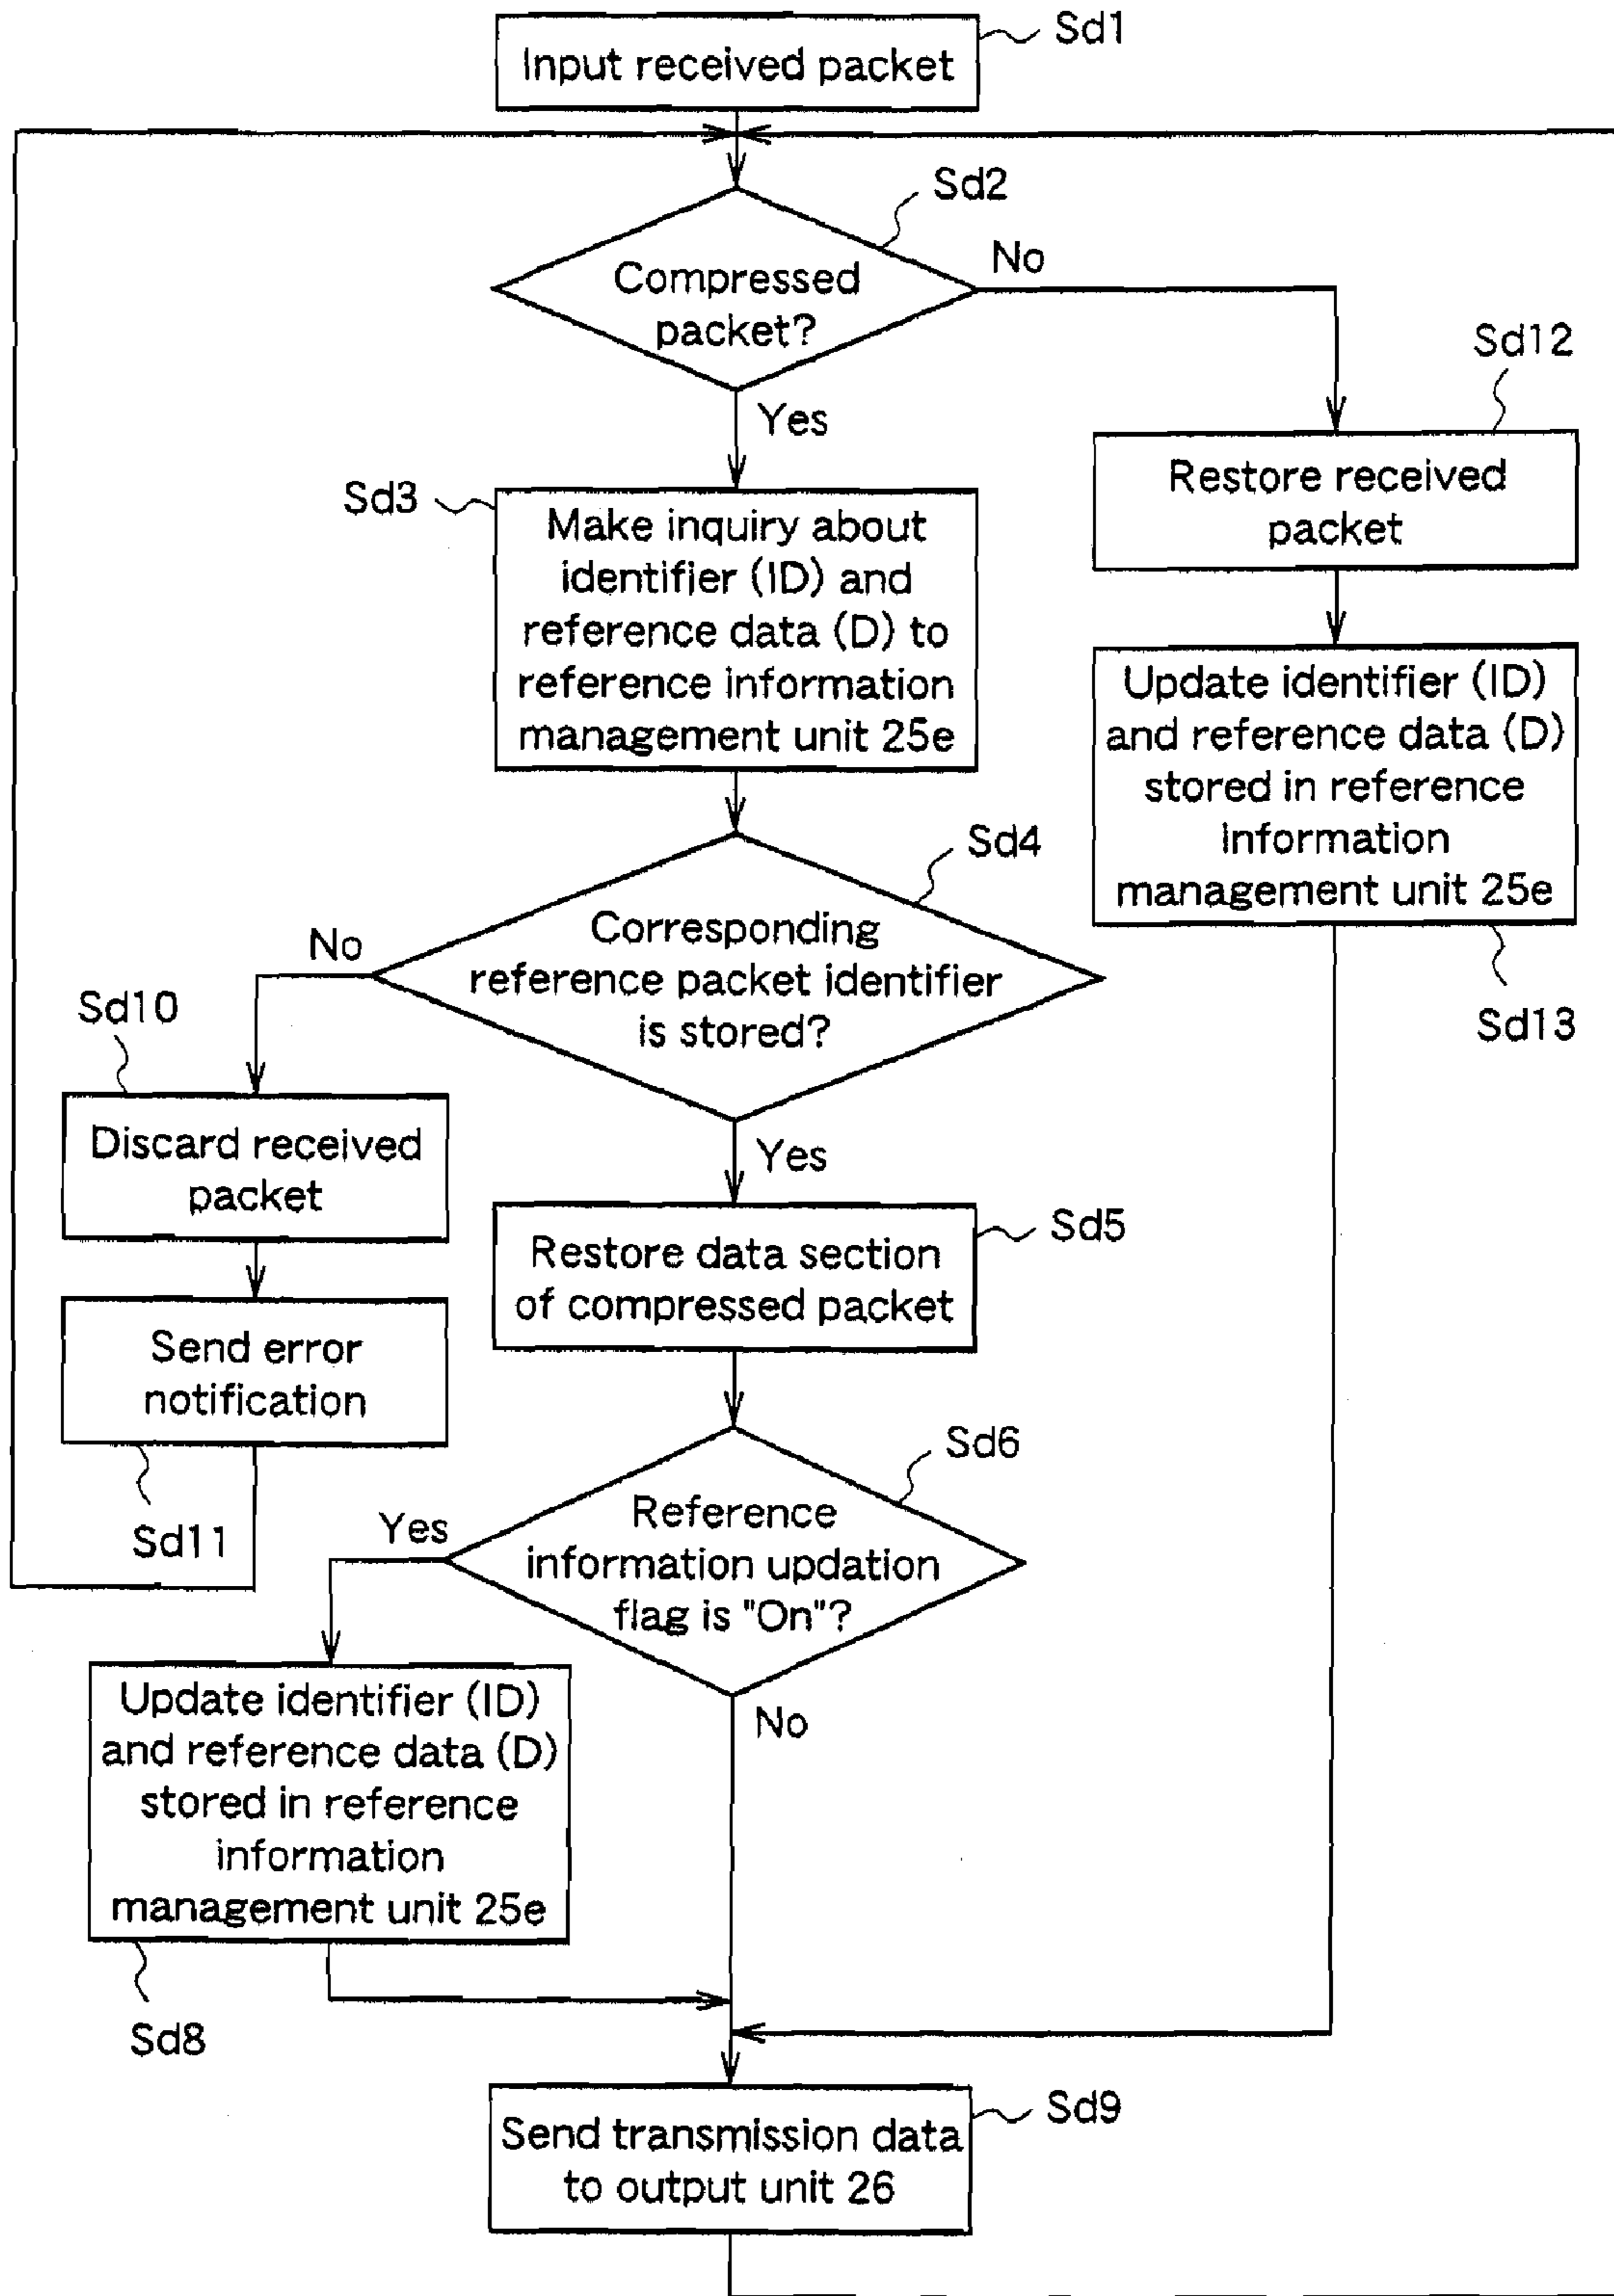 Sd1
Input received packet
Sd2
Compressed
packet?
No
Yes
Sd12
Restore received
packet
Sd3
Make inquiry about
identifier (ID) and
reference data (D) to
reference information
management unit 25e
Update identifier (ID)
and reference data (D)
stored in reference
information
management unit 25e
Sd13
Sd4
Corresponding
reference packet identifier
is stored?
No
Yes
Sd10
Discard received
packet
Send error
notification
Sd11
Sd5
Restore data section
of compressed packet
Sd6
Reference
information updation
flag is "On"?
Yes
No
Update identifier (ID)
and reference data (D)
stored in reference
information
management unit 25e
Sd8
Sd9
Send transmission data
to output unit 26